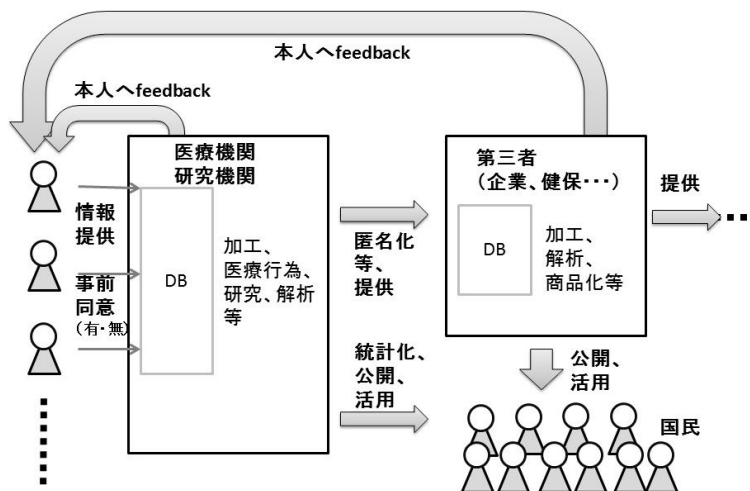 本人へfeedback
本人へfeedback
医療機関
研究機関
第三者
（企業、健保･･･）
提供
情報
提供
事前
同意
（有・無）
DB
加工、
医療行為、
研究、解析
等
匿名化
等、
提供
DB
加工、
解析、
商品化等
統計化、
公開、
活用
公開、
活用
国民